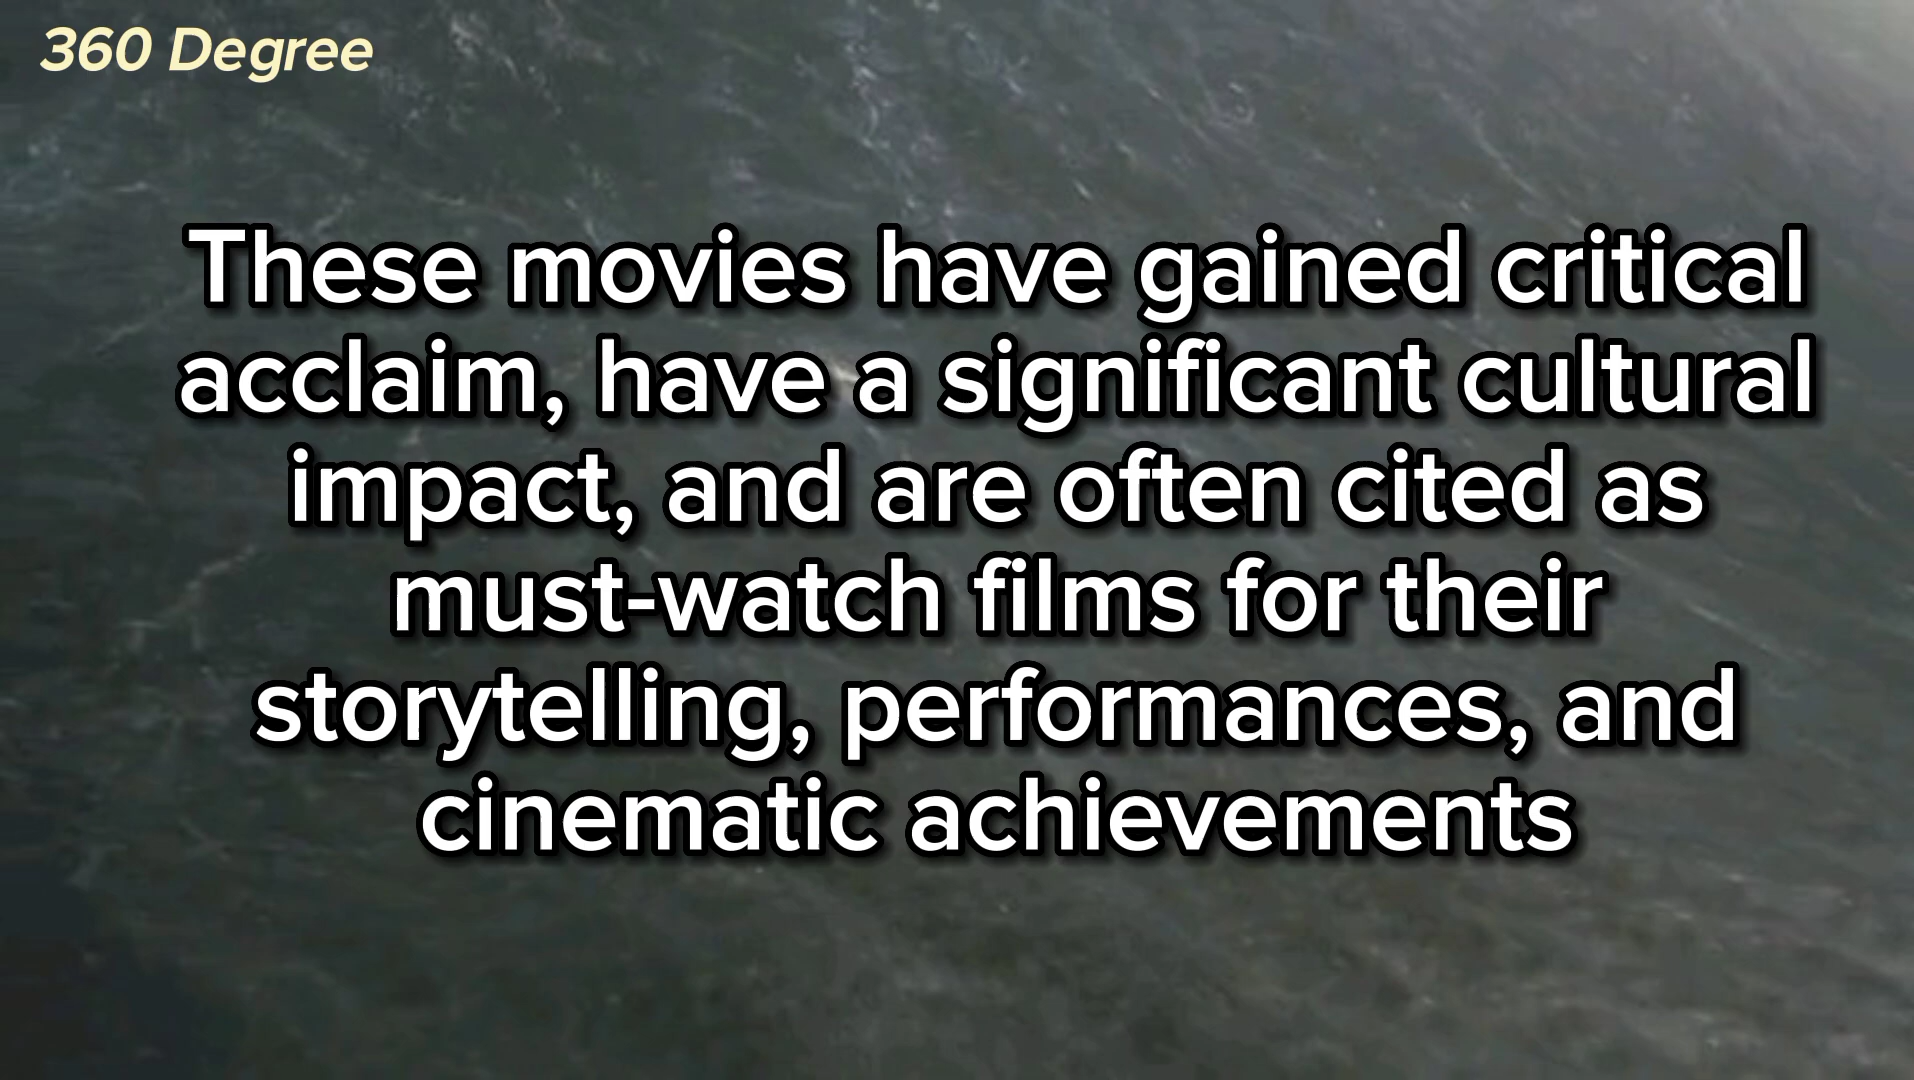 360 Degree
These movies have gained critical
acclaim, have a significant cultural
impact, and are often cited as
must-watch films for their
storytelling, performances, and
cinematic achievements